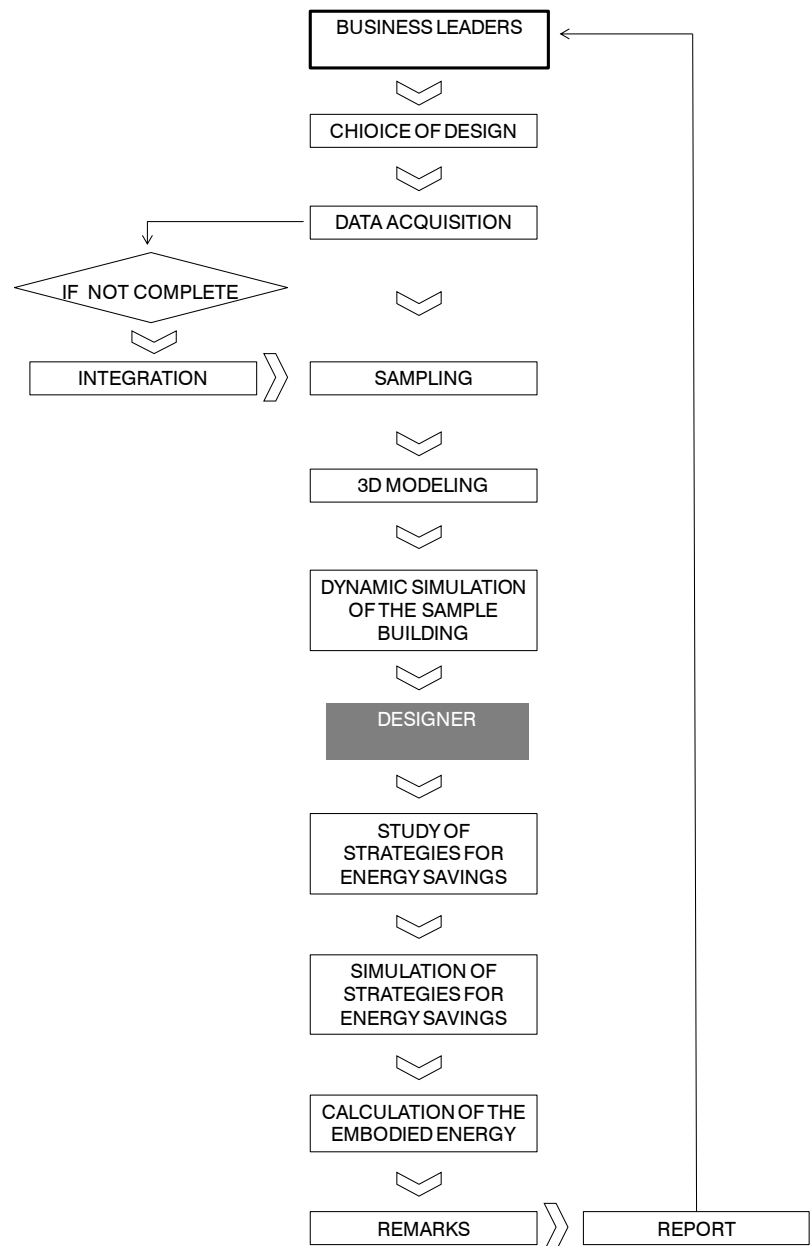 BUSINESS LEADERS
CHIOICE OF DESIGN
DATA ACQUISITION
IF NOT COMPLETE
INTEGRATION
SAMPLING
3D MODELING
DYNAMIC SIMULATION
OF THE SAMPLE
BUILDING
DESIGNER
STUDY OF
STRATEGIES FOR
ENERGY SAVINGS
SIMULATION OF
STRATEGIES FOR
ENERGY SAVINGS
CALCULATION OF THE
EMBODIED ENERGY
REMARKS
REPORT